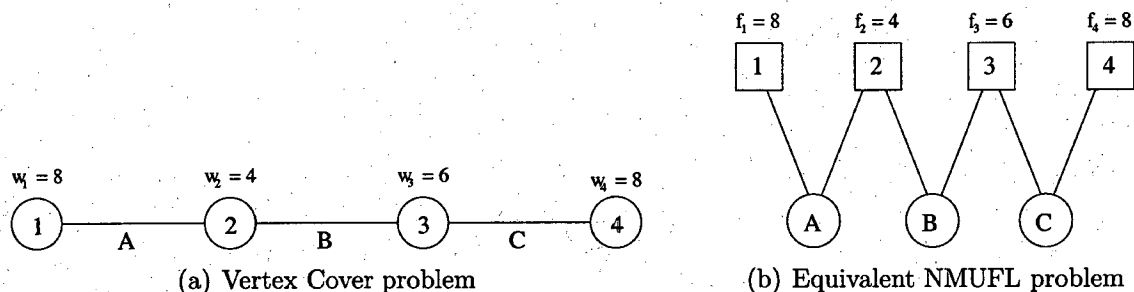 f₁ = 8 f₂ = 4 f₃ = 6 f₄ = 8
1 2 3 4
w₁ = 8 w₂ = 4 w₃ = 6 w₄ = 8
1 2 3 4
A B C
A B C
(a) Vertex Cover problem
(b) Equivalent NMUFL problem